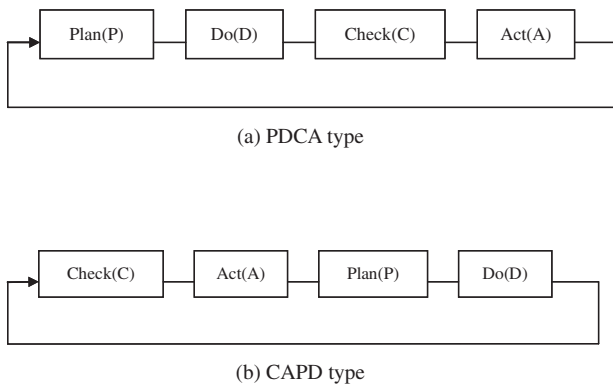 Plan(P) Do(D) Check(C) Act(A)
(a) PDCA type
Check(C) Act(A) Plan(P) Do(D)
(b) CAPD type